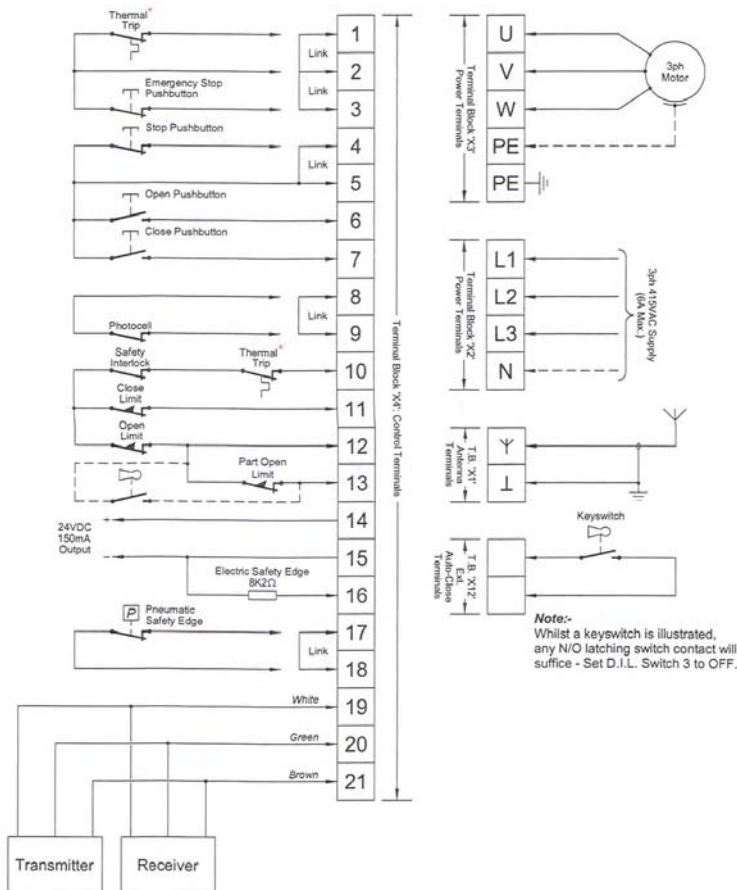 Thermal*
Trip
Link
Link
Emergency Stop
Pushbutton
Stop Pushbutton
Link
Open Pushbutton
Close Pushbutton
Link
Photocell
Safety
Interlock
Thermal*
Trip
Close
Limit
Open
Limit
Part Open
Limit
24VDC
150mA
Output
+
-
Electric Safety Edge
8K2Ω
P
Pneumatic
Safety Edge
Link
White
Green
Brown
Transmitter
Receiver
1
2
3
4
5
6
7
8
9
10
11
12
13
14
15
16
17
18
19
20
21
Terminal Block 'X4': Control Terminals
Terminal Block 'X3'
Power Terminals
U
V
W
PE
PE
3ph
Motor
Terminal Block 'X2'
Power Terminals
L1
L2
L3
N
3ph 415VAC Supply
(6A Max.)
T.B. 'X1'
Antenna
Terminals
T.B. 'X12'
Ext.
Auto-Close
Terminals
Keyswitch
Note:-
Whilst a keyswitch is illustrated,
any N/O latching switch contact will
suffice - Set D.I.L. Switch 3 to OFF.